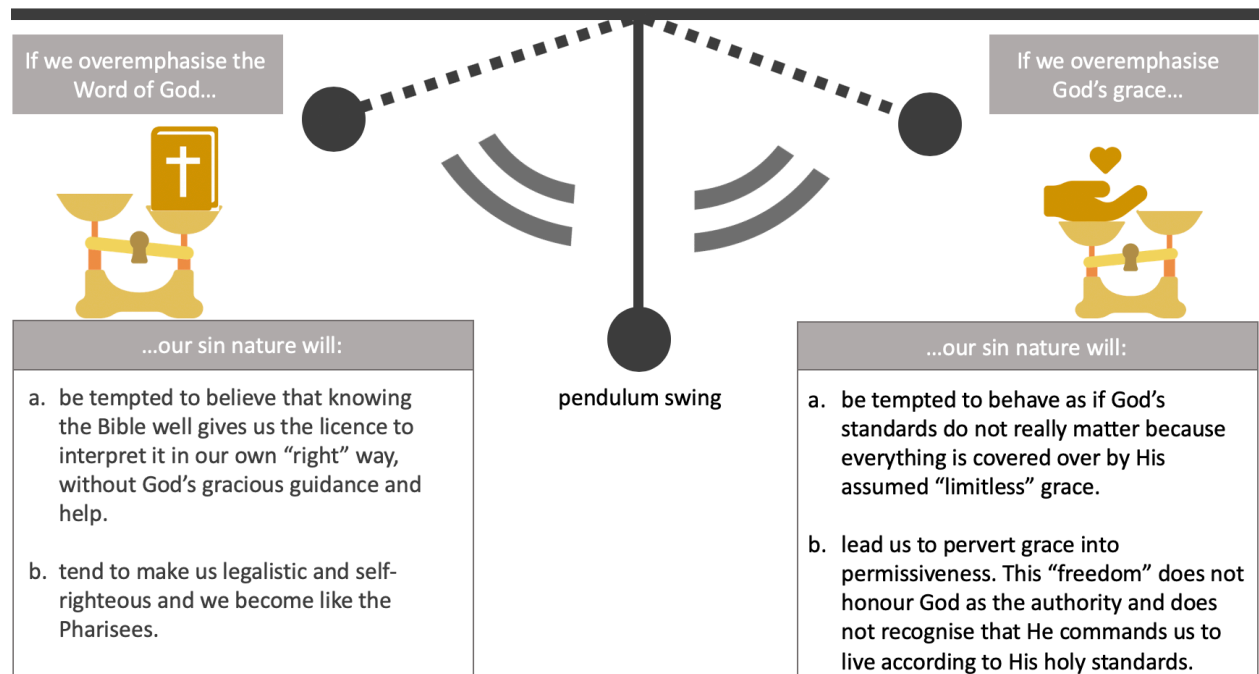 If we overemphasise the
Word of God...
If we overemphasise
God's grace...
...our sin nature will:
a. be tempted to believe that knowing
the Bible well gives us the licence to
interpret it in our own “right” way,
without God's gracious guidance and
help.
b. tend to make us legalistic and self-
righteous and we become like the
Pharisees.
pendulum swing
...our sin nature will:
a. be tempted to behave as if God's
standards do not really matter because
everything is covered over by His
assumed “limitless” grace.
b. lead us to pervert grace into
permissiveness. This “freedom” does not
honour God as the authority and does
not recognise that He commands us to
live according to His holy standards.